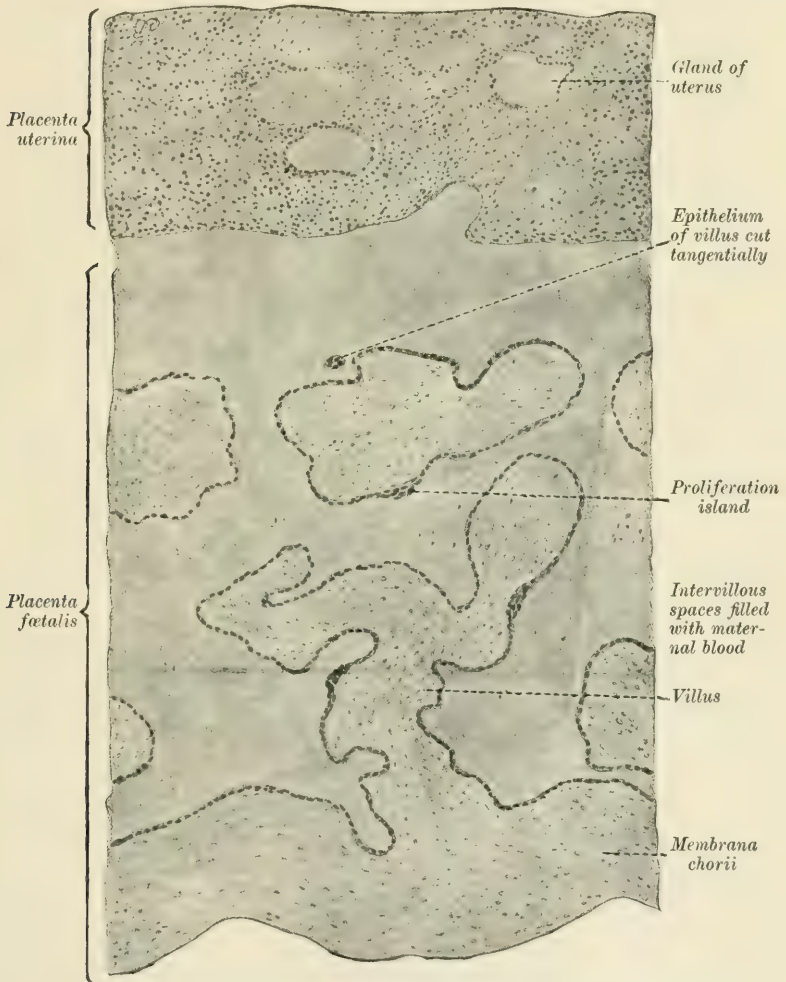 Placenta
uterina
Gland of
uterus
Epithelium
of villus cut
tangentially
Proliferation
island
Placenta
fœtalis
Intervillous
spaces filled
with mater-
nal blood
Villus
Membrana
chorii